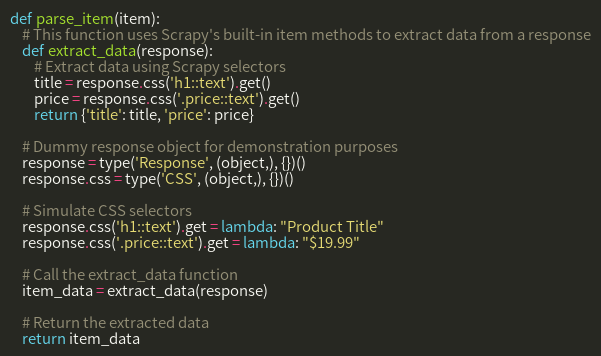 def parse_item(item):
    # This function uses Scrapy's built-in item methods to extract data from a response
    def extract_data(response):
        # Extract data using Scrapy selectors
        title = response.css('h1::text').get()
        price = response.css('.price::text').get()
        return {'title': title, 'price': price}

    # Dummy response object for demonstration purposes
    response = type('Response', (object,), {})()
    response.css = type('CSS', (object,), {})()

    # Simulate CSS selectors
    response.css('h1::text').get = lambda: "Product Title"
    response.css('.price::text').get = lambda: "$19.99"

    # Call the extract_data function
    item_data = extract_data(response)

    # Return the extracted data
    return item_data